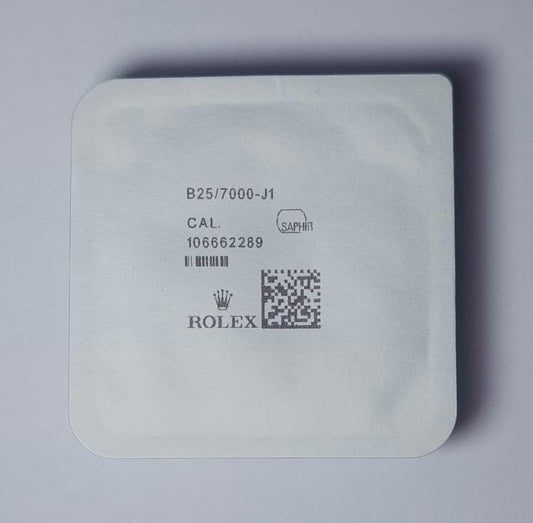 B25/7000-J1
CAL.
SAPHIR
106662289
ROLEX